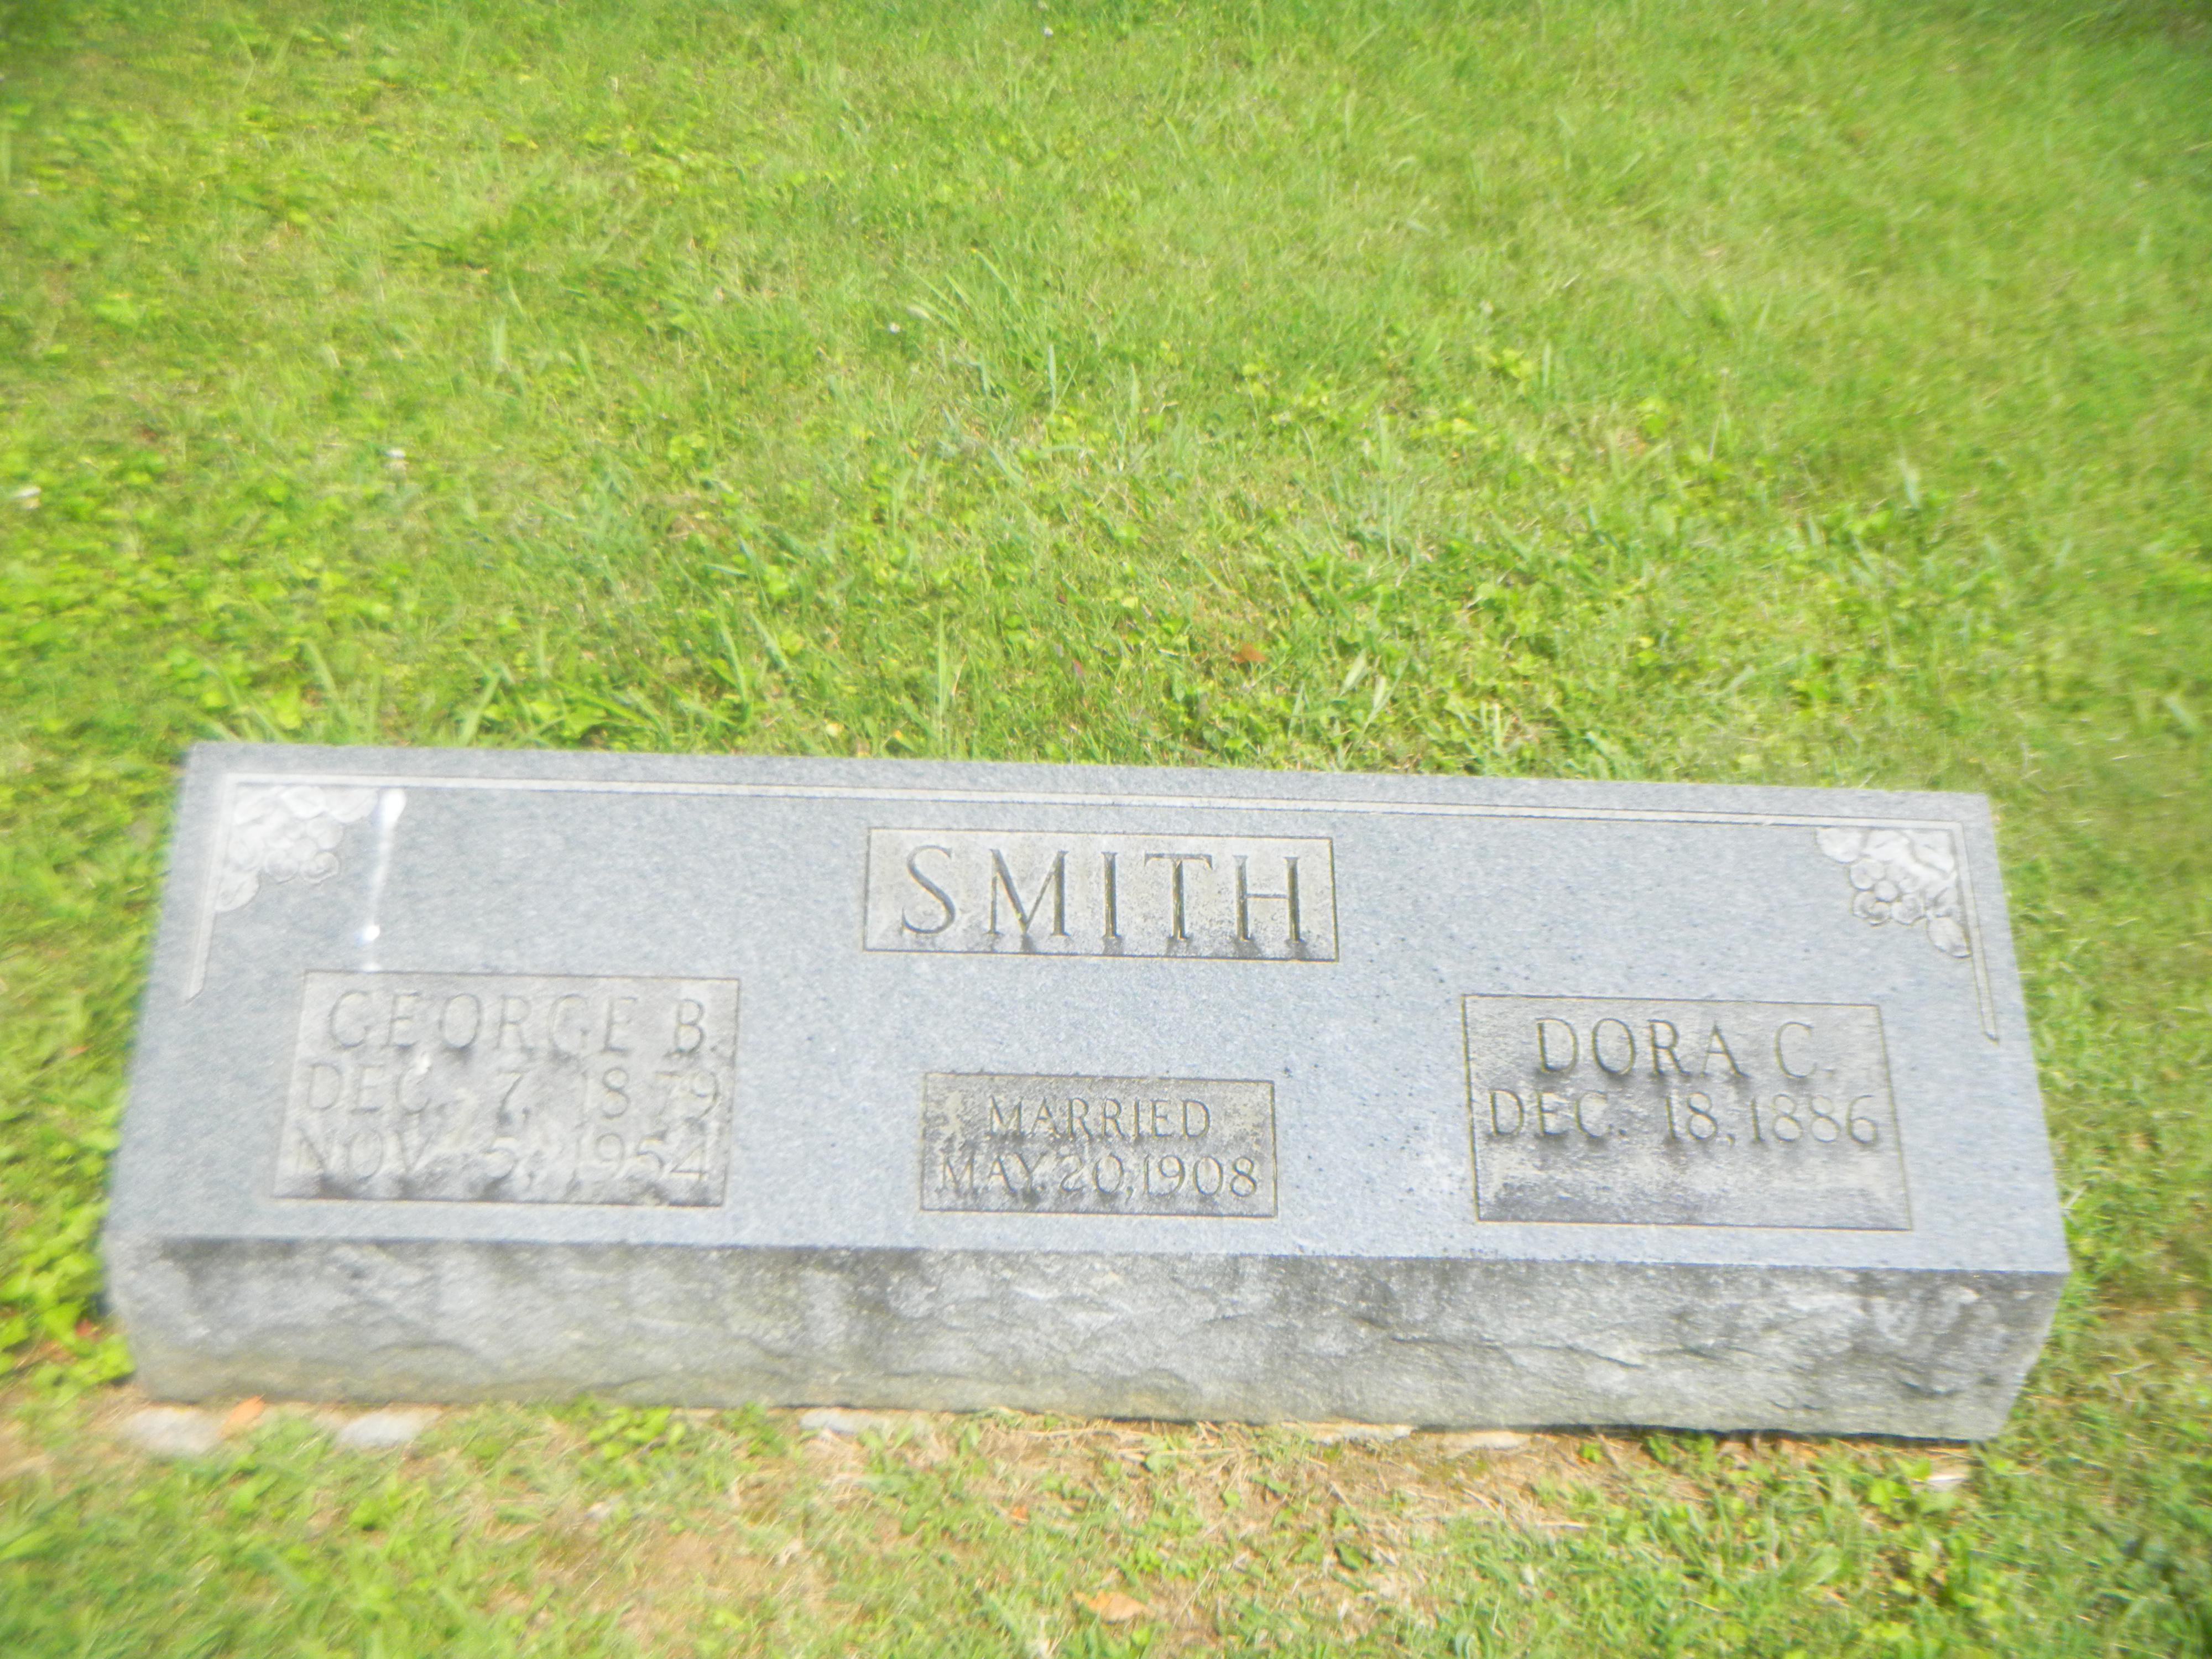 SMITH
GEORGE B.
DEC. 7, 1879
NOV. 5, 1954
MARRIED
MAY 20, 1908
DORA C.
DEC. 18, 1886